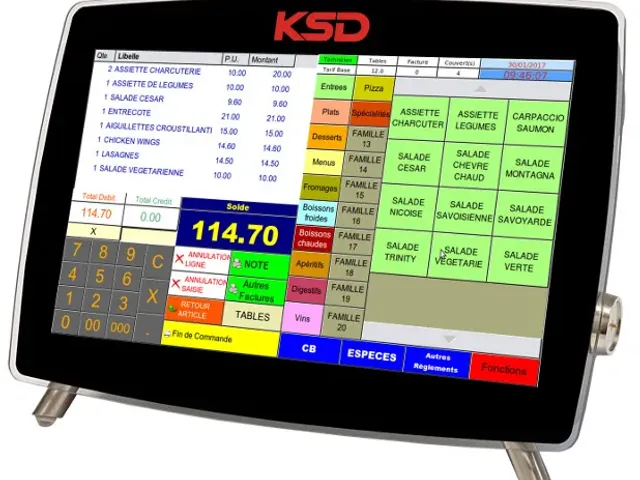 KSD
Qte Libelle P.U. Montant
2 ASSIETTE CHARCUTERIE 10.00 20.00
1 ASSIETTE DE LEGUMES 10.00 10.00
1 SALADE CESAR 9.60 9.60
1 ENTRECOTE 21.00 21.00
1 AIGUILLETTES CROUSTILLANTI 15.00 15.00
1 CHICKEN WINGS 14.60 14.60
1 LASAGNES 14.50 14.50
1 SALADE VEGETARIENNE 10.00 10.00
Total Debit Total Credit
114.70 0.00
X
Solde
114.70
7 8 9 C
4 5 6
1 2 3 X
0 00 000 .
ANNULATION LIGNE
NOTE
ANNULATION SAISIE
Autres Factures
RETOUR ARTICLE
TABLES
Fin de Commande
Technicien Tables Facture Couvert(s) 30/01/2017
Tarif Base 12.0 0 4 09:46:07
Entrees Pizza
Plats Spécialités
Desserts FAMILLE 13
Menus FAMILLE 14
Fromages FAMILLE 15
Boissons froides FAMILLE 16
Boissons chaudes FAMILLE 17
Apéritifs FAMILLE 18
Digestifs FAMILLE 19
Vins FAMILLE 20
ASSIETTE CHARCUTER
ASSIETTE LEGUMES
CARPACCIO SAUMON
SALADE CESAR
SALADE CHEVRE CHAUD
SALADE MONTAGNA
SALADE NICOISE
SALADE SAVOISIENNE
SALADE SAVOYARDE
SALADE TRINITY
SALADE VEGETARIE
SALADE VERTE
CB
ESPECES
Autres Réglements
Fonctions